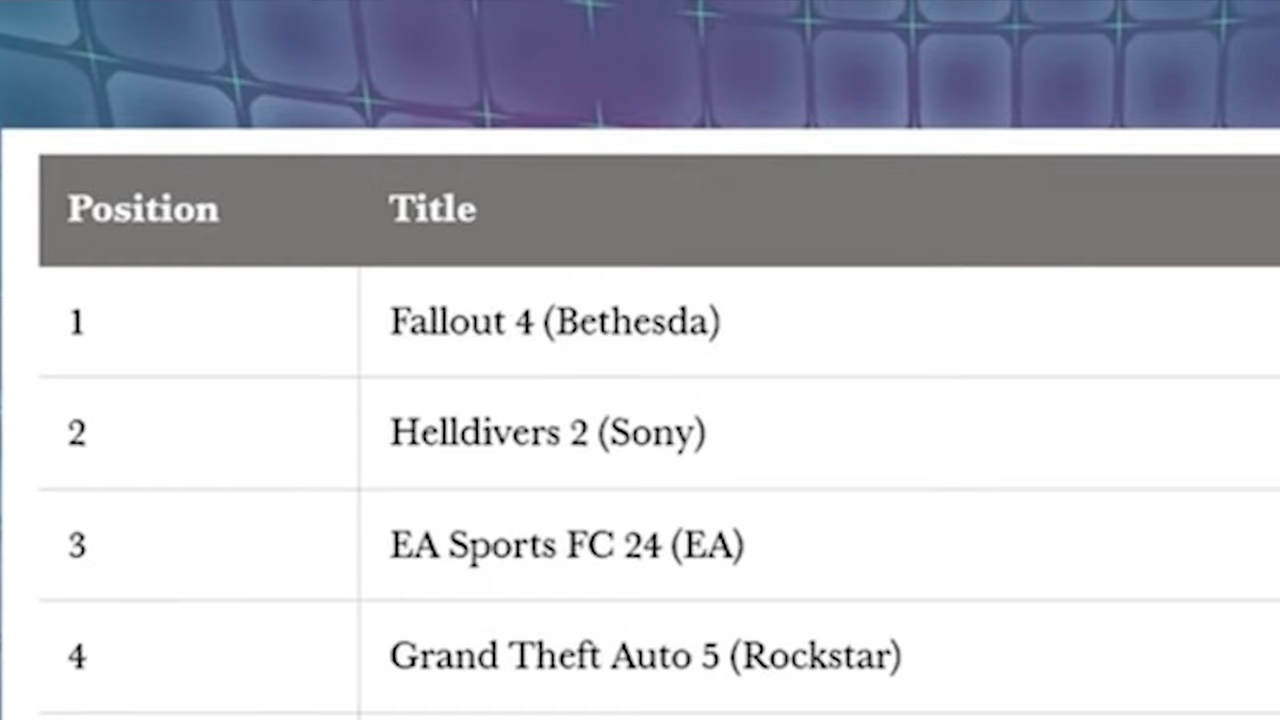 Position Title
1 Fallout 4 (Bethesda)
2 Helldivers 2 (Sony)
3 EA Sports FC 24 (EA)
4 Grand Theft Auto 5 (Rockstar)